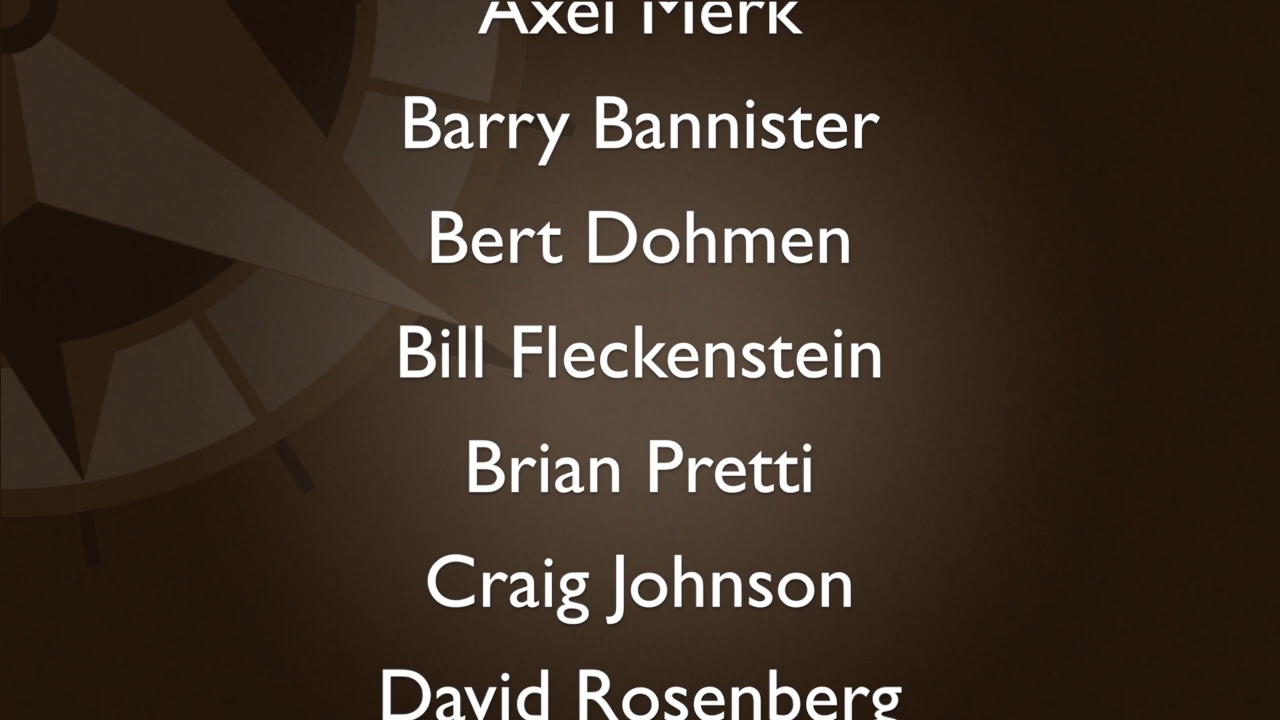 Axel Merk
Barry Bannister
Bert Dohmen
Bill Fleckenstein
Brian Pretti
Craig Johnson
David Rosenberg